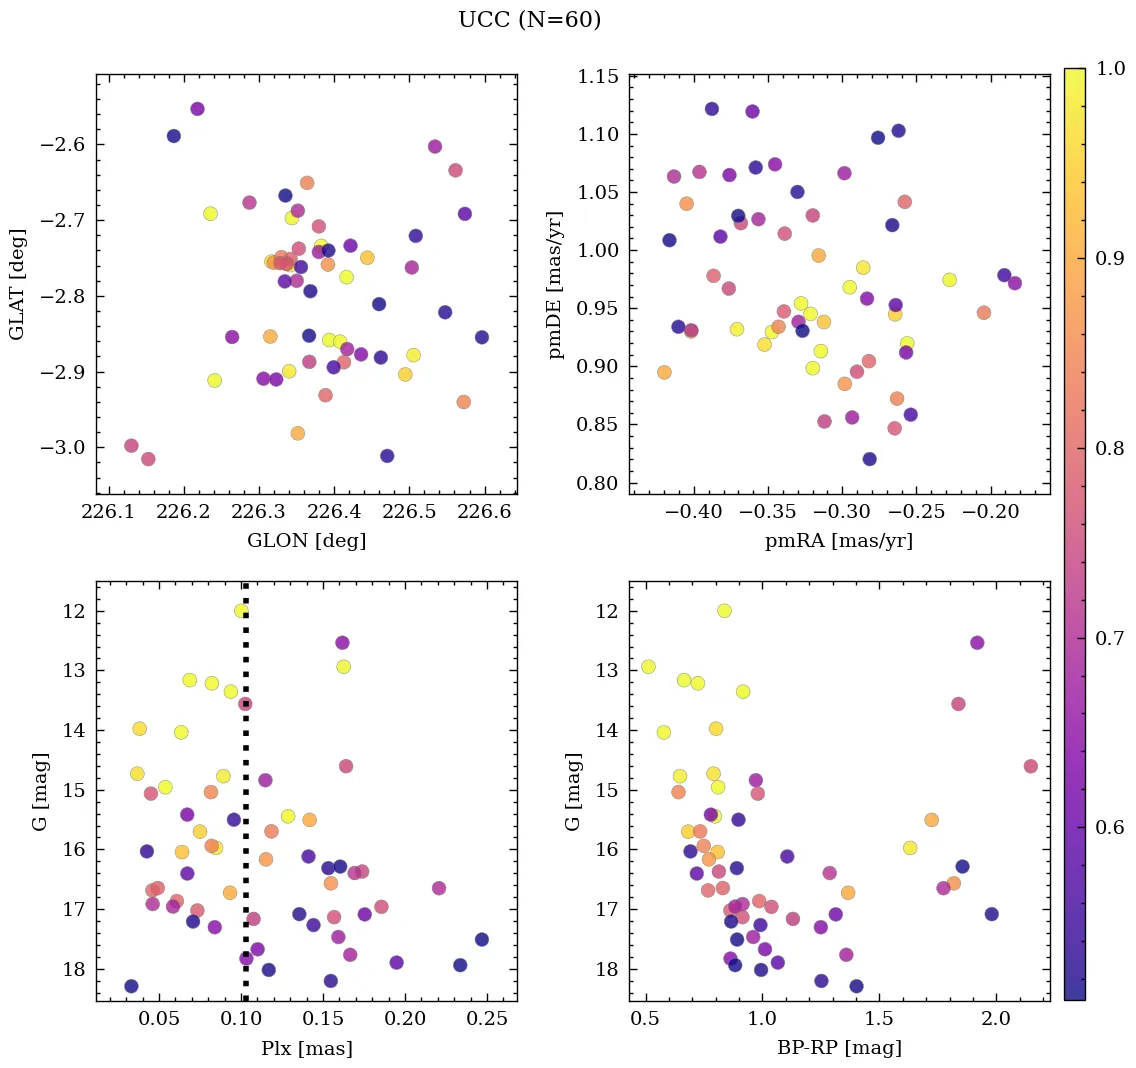 UCC (N=60)
−2.6
−2.7
−2.8
−2.9
−3.0
GLAT [deg]
226.1 226.2 226.3 226.4 226.5 226.6
GLON [deg]
1.15
1.10
1.05
1.00
0.95
0.90
0.85
0.80
pmDE [mas/yr]
−0.40 −0.35 −0.30 −0.25 −0.20
pmRA [mas/yr]
12
13
14
15
16
17
18
G [mag]
0.05 0.10 0.15 0.20 0.25
Plx [mas]
12
13
14
15
16
17
18
G [mag]
0.5 1.0 1.5 2.0
BP-RP [mag]
1.0
0.9
0.8
0.7
0.6